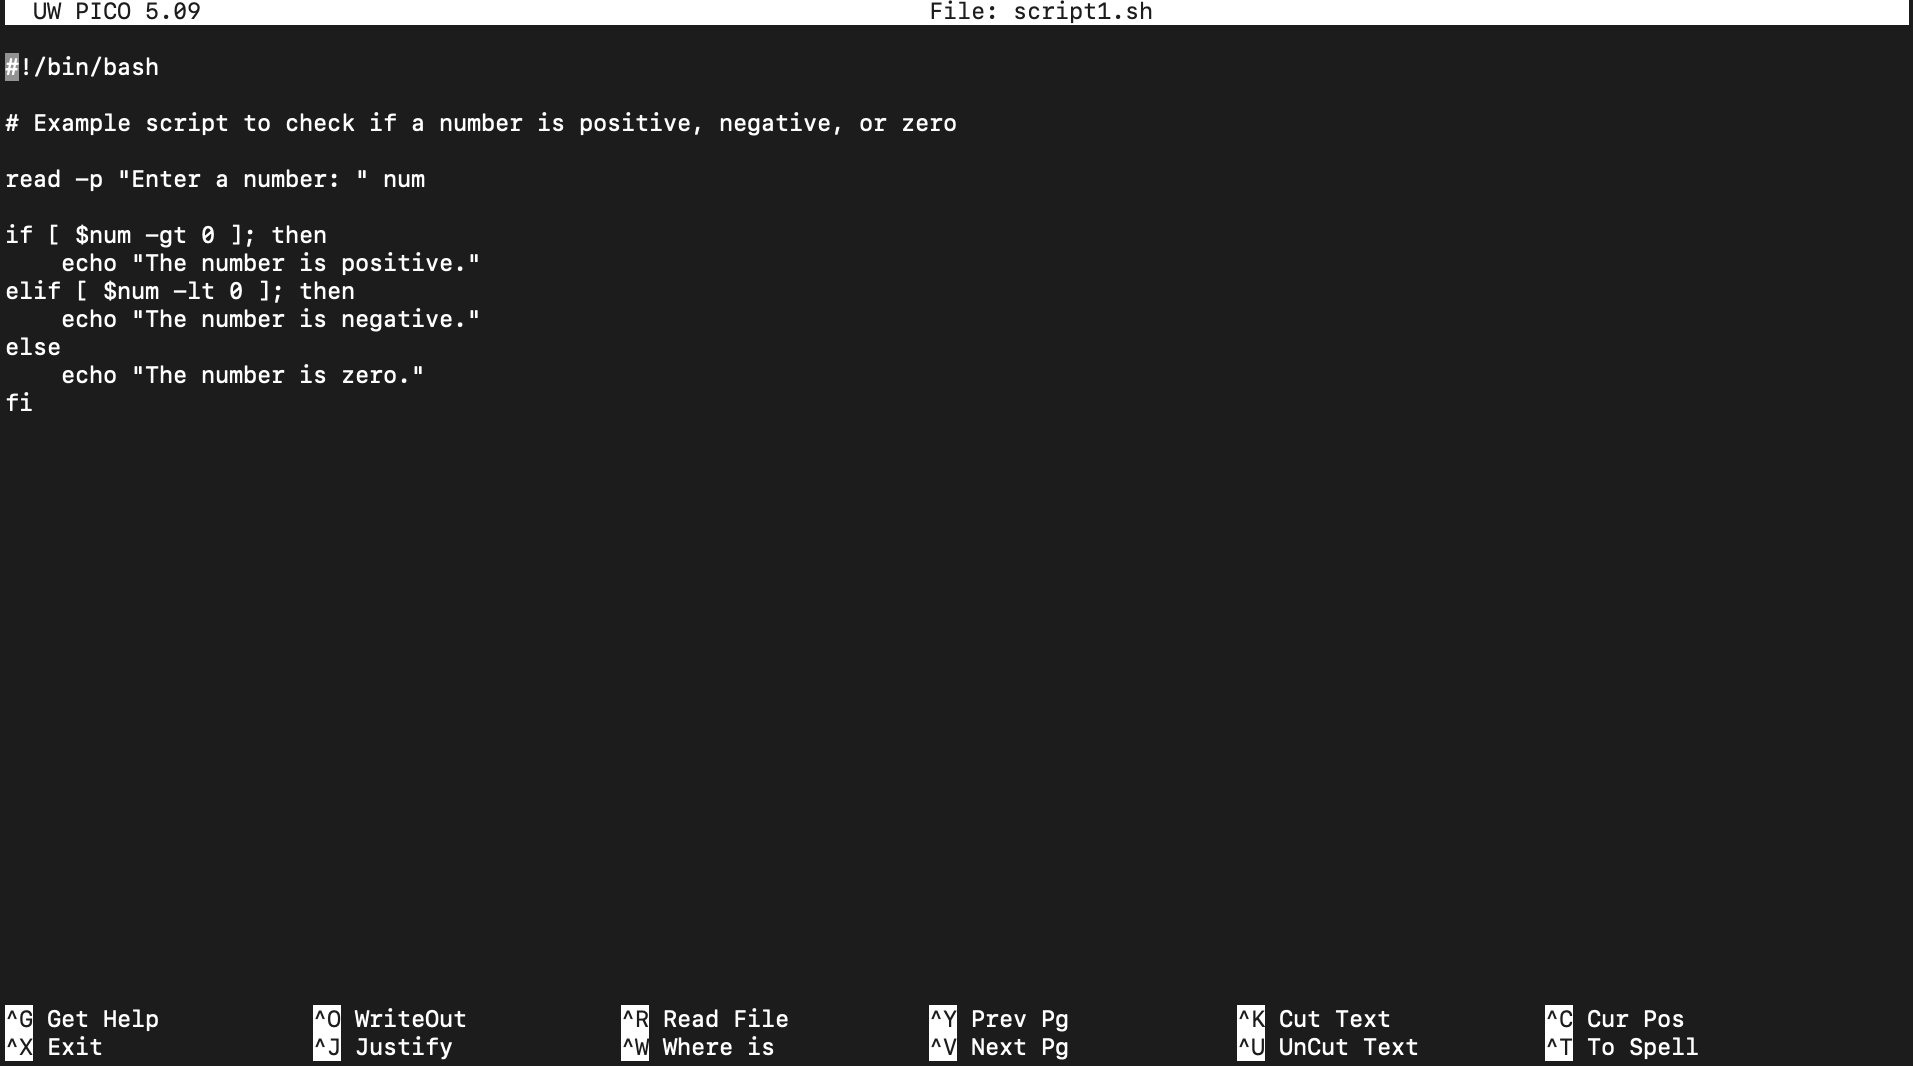 UW PICO 5.09 File: script1.sh
#!/bin/bash
# Example script to check if a number is positive, negative, or zero
read -p "Enter a number: " num
if [ $num -gt 0 ]; then
    echo "The number is positive."
elif [ $num -lt 0 ]; then
    echo "The number is negative."
else
    echo "The number is zero."
fi
^G Get Help ^O WriteOut ^R Read File ^Y Prev Pg ^K Cut Text ^C Cur Pos
^X Exit ^J Justify ^W Where is ^V Next Pg ^U UnCut Text ^T To Spell